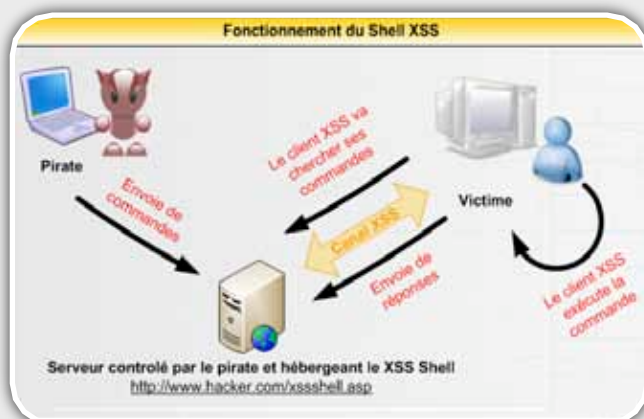 Fonctionnement du Shell XSS
Pirate
Envoie de
commandes
Le client XSS va
chercher ses
commandes
Canal XSS
Envoie de
réponses
Victime
Le client XSS
exécute la
commande
Serveur controlé par le pirate et hébergeant le XSS Shell
http://www.hacker.com/xssshell.asp